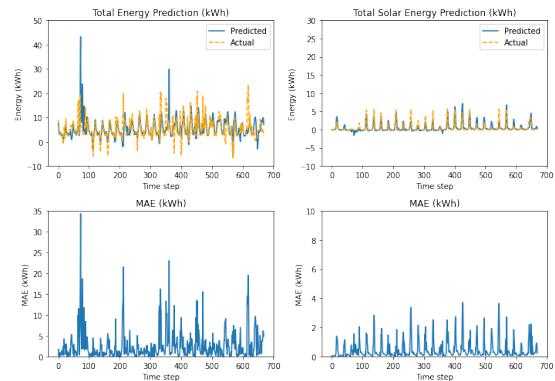 Total Energy Prediction (kWh)
Predicted
Actual
Energy (kWh)
50
40
30
20
10
0
−10
0 100 200 300 400 500 600 700
Time step
Total Solar Energy Prediction (kWh)
Predicted
Actual
Energy (kWh)
30
25
20
15
10
5
0
−5
−10
0 100 200 300 400 500 600 700
Time step
MAE (kWh)
MAE (kWh)
35
30
25
20
15
10
5
0
0 100 200 300 400 500 600 700
Time step
MAE (kWh)
MAE (kWh)
10
8
6
4
2
0
0 100 200 300 400 500 600 700
Time step